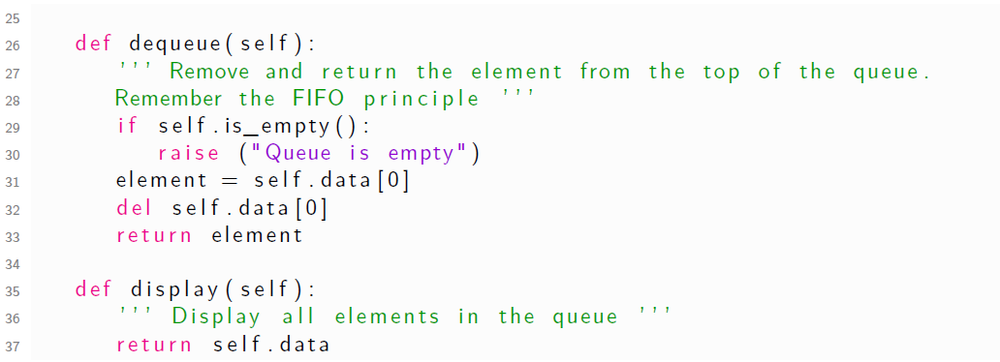 25
26 def dequeue(self):
27 ''' Remove and return the element from the top of the queue.
28 Remember the FIFO principle '''
29 if self.is_empty():
30 raise ("Queue is empty")
31 element = self.data[0]
32 del self.data[0]
33 return element
34
35 def display(self):
36 ''' Display all elements in the queue '''
37 return self.data